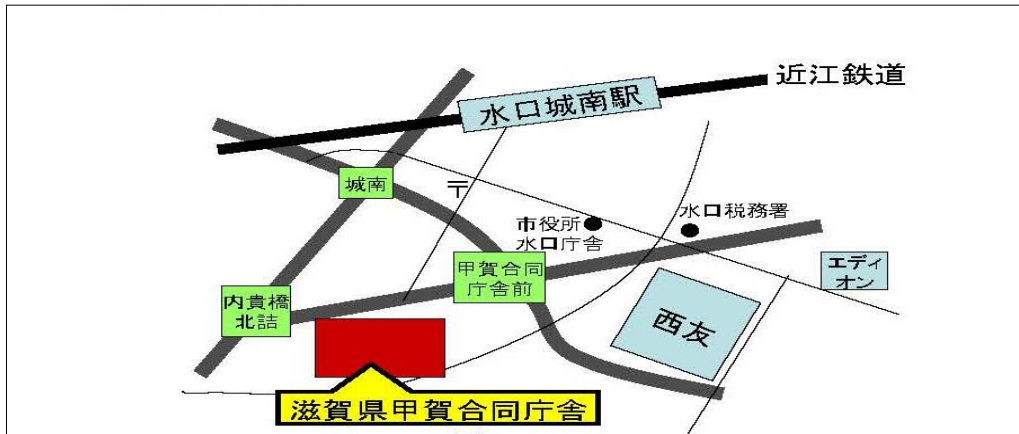 近江鉄道
水口城南駅
城南
〒
市役所
水口庁舎
水口税務署
甲賀合同
庁舎前
エディ
オン
内貴橋
北詰
西友
滋賀県甲賀合同庁舎